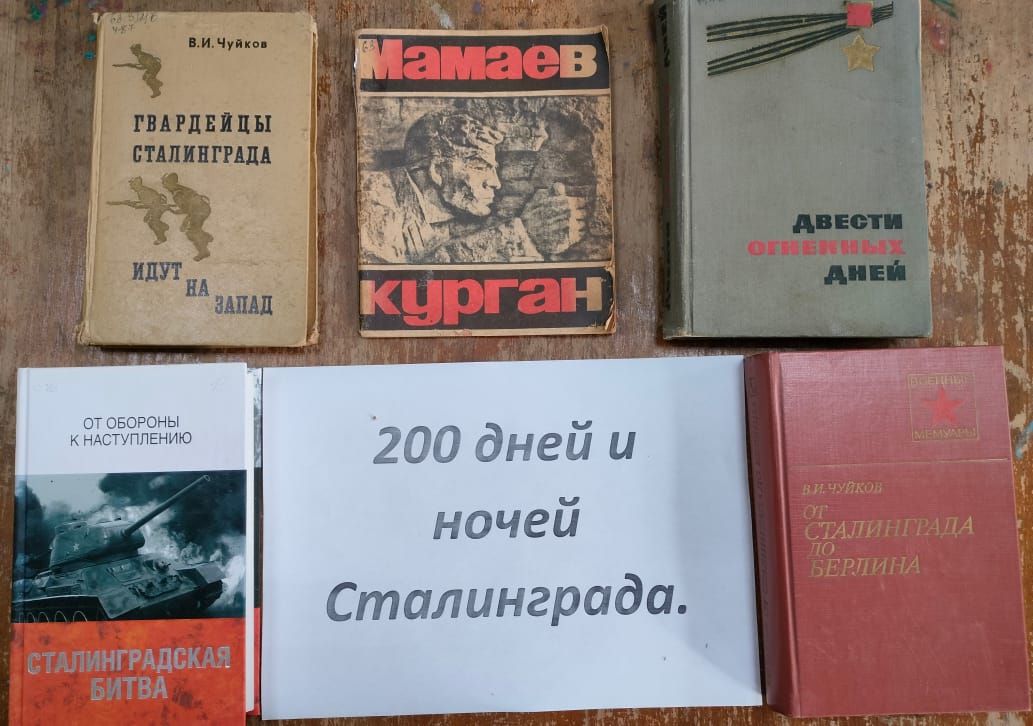 В.И. Чуйков
ГВАРДЕЙЦЫ
СТАЛИНГРАДА
ИДУТ
НА
ЗАПАД
Мамаев
курган
ДВЕСТИ
ОГНЕННЫХ
ДНЕЙ
ОТ ОБОРОНЫ
К НАСТУПЛЕНИЮ
СТАЛИНГРАДСКАЯ
БИТВА
200 дней и
ночей
Сталинграда.
ВОЕННЫЕ
МЕМУАРЫ
В.И. ЧУЙКОВ
ОТ
СТАЛИНГРАДА
ДО
БЕРЛИНА